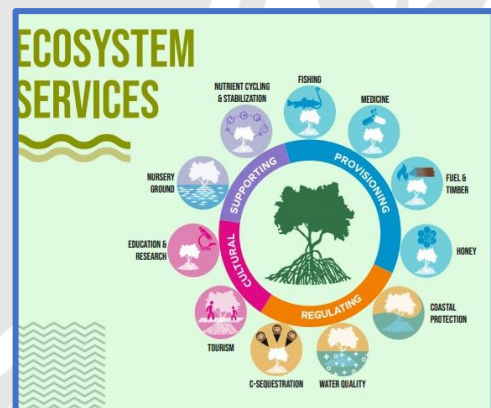 ECOSYSTEM
SERVICES
NUTRIENT CYCLING
& STABILIZATION
FISHING
MEDICINE
FUEL &
TIMBER
HONEY
COASTAL
PROTECTION
WATER QUALITY
C-SEQUESTRATION
TOURISM
EDUCATION &
RESEARCH
NURSERY
GROUND
SUPPORTING
PROVISIONING
REGULATING
CULTURAL